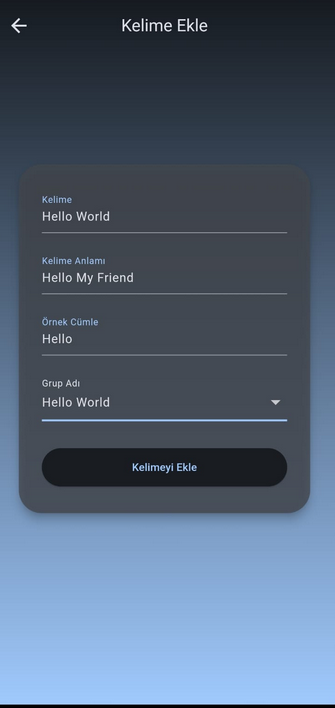 Kelime Ekle
Kelime
Hello World
Kelime Anlamı
Hello My Friend
Örnek Cümle
Hello
Grup Adı
Hello World
Kelimeyi Ekle